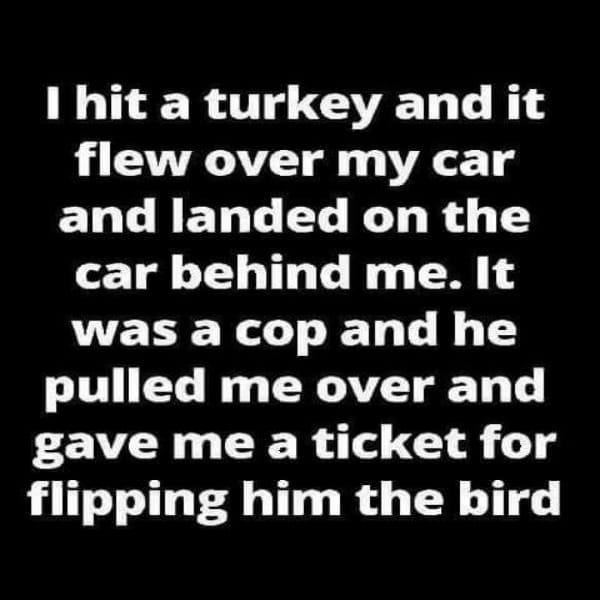 I hit a turkey and it
flew over my car
and landed on the
car behind me. It
was a cop and he
pulled me over and
gave me a ticket for
flipping him the bird